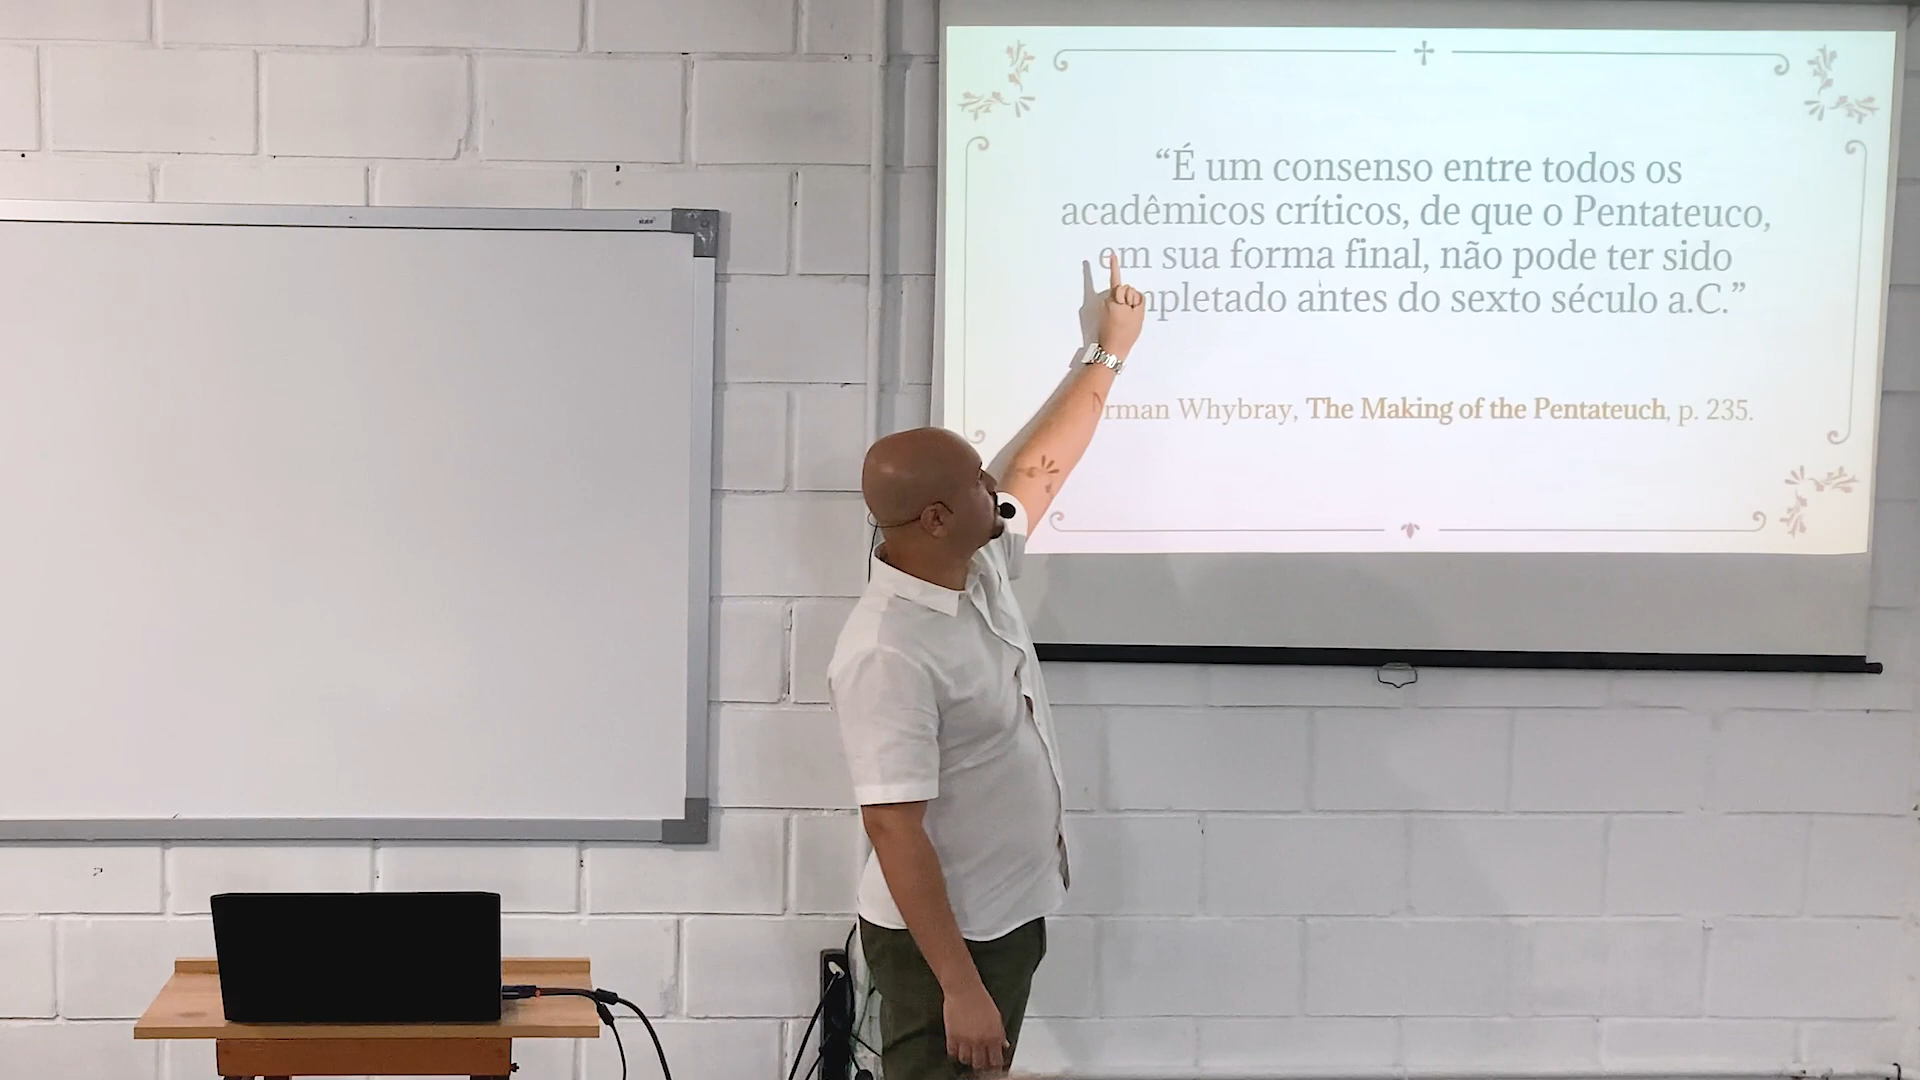 “É um consenso entre todos os
acadêmicos críticos, de que o Pentateuco,
em sua forma final, não pode ter sido
mpletado antes do sexto século a.C.”
rman Whybray, The Making of the Pentateuch, p. 235.